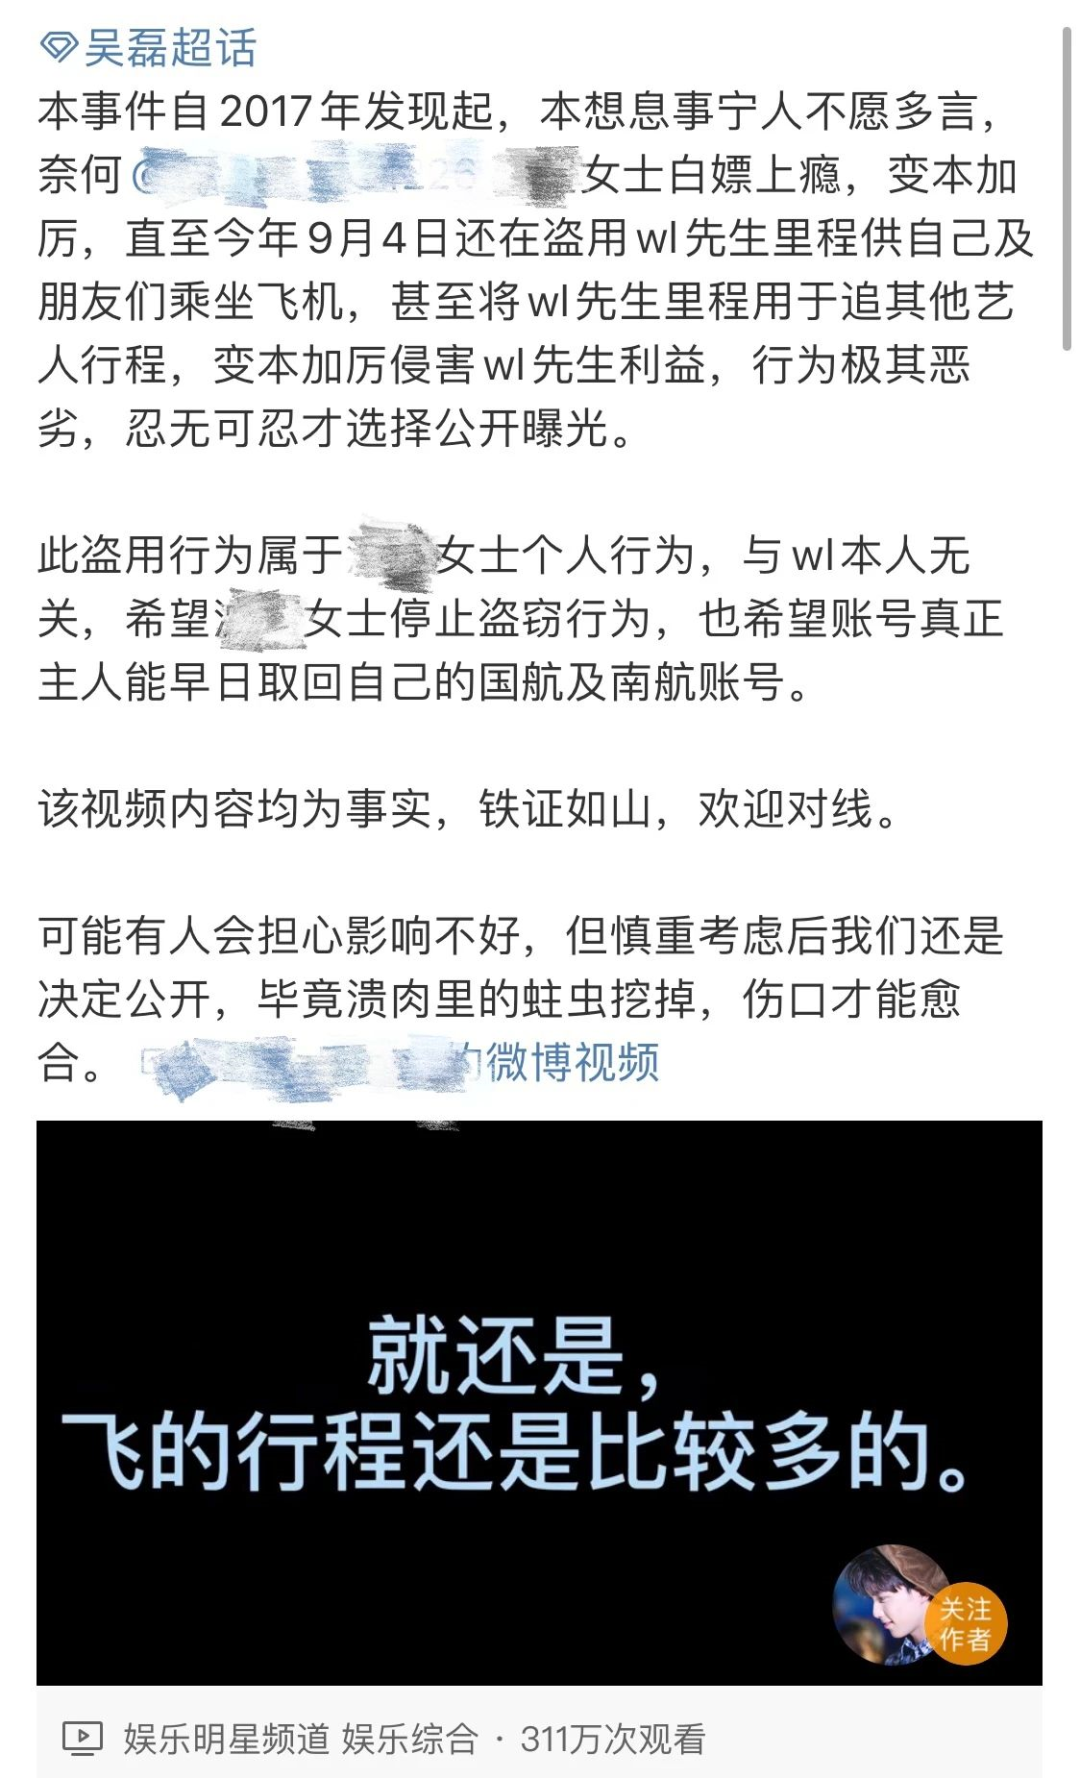 吴磊超话
本事件自2017年发现起，本想息事宁人不愿多言，
奈何@ 女士白嫖上瘾，变本加
厉，直至今年9月4日还在盗用wl先生里程供自己及
朋友们乘坐飞机，甚至将wl先生里程用于追其他艺
人行程，变本加厉侵害wl先生利益，行为极其恶
劣，忍无可忍才选择公开曝光。
此盗用行为属于 女士个人行为，与wl本人无
关，希望 女士停止盗窃行为，也希望账号真正
主人能早日取回自己的国航及南航账号。
该视频内容均为事实，铁证如山，欢迎对线。
可能有人会担心影响不好，但慎重考虑后我们还是
决定公开，毕竟溃肉里的蛀虫挖掉，伤口才能愈
合。 的微博视频
就还是，
飞的行程还是比较多的。
关注
作者
娱乐明星频道 娱乐综合 · 311万次观看